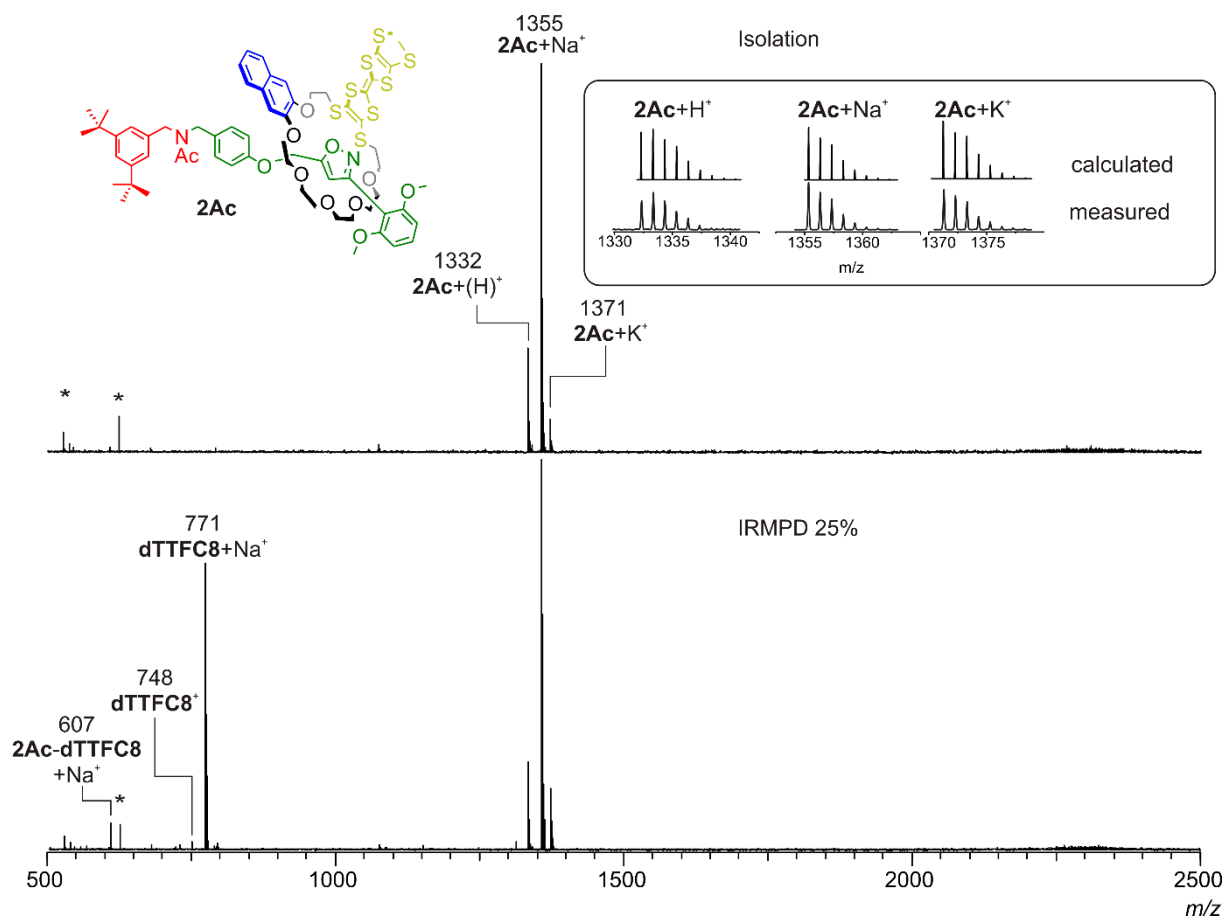 1355
2Ac+Na⁺
Isolation
2Ac+H⁺ 2Ac+Na⁺ 2Ac+K⁺
calculated
measured
1330 1335 1340 1355 1360 1370 1375
m/z
S S S S S S S S
O O O O O O O O O
N
N
Ac
2Ac
1332
2Ac+(H)⁺
1371
2Ac+K⁺
* *
771
dTTFC8+Na⁺
IRMPD 25%
748
dTTFC8⁺
607
2Ac-dTTFC8
+Na⁺
*
500 1000 1500 2000 2500
m/z